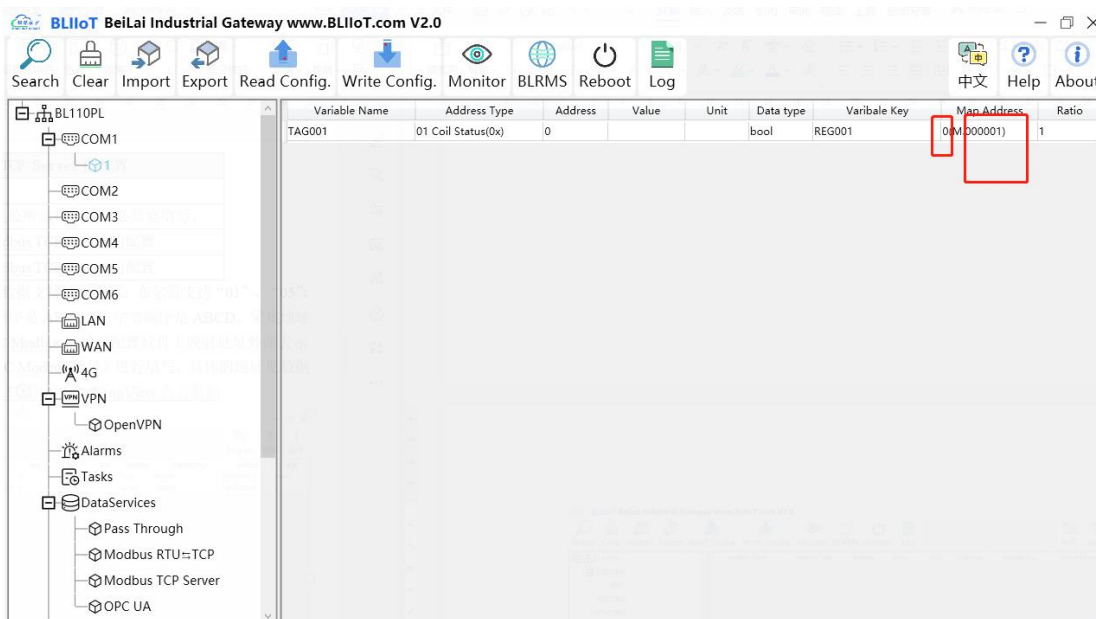 BLIIoT BeiLai Industrial Gateway www.BLIIoT.com V2.0
Search Clear Import Export Read Config. Write Config. Monitor BLRMS Reboot Log 中文 Help About
Variable Name Address Type Address Value Unit Data type Varibale Key Map Address Ratio
TAG001 01 Coil Status(0x) 0 bool REG001 0(M.000001) 1
BL110PL
COM1
1
COM2
COM3
COM4
COM5
COM6
LAN
WAN
4G
VPN
OpenVPN
Alarms
Tasks
DataServices
Pass Through
Modbus RTU⇆TCP
Modbus TCP Server
OPC UA